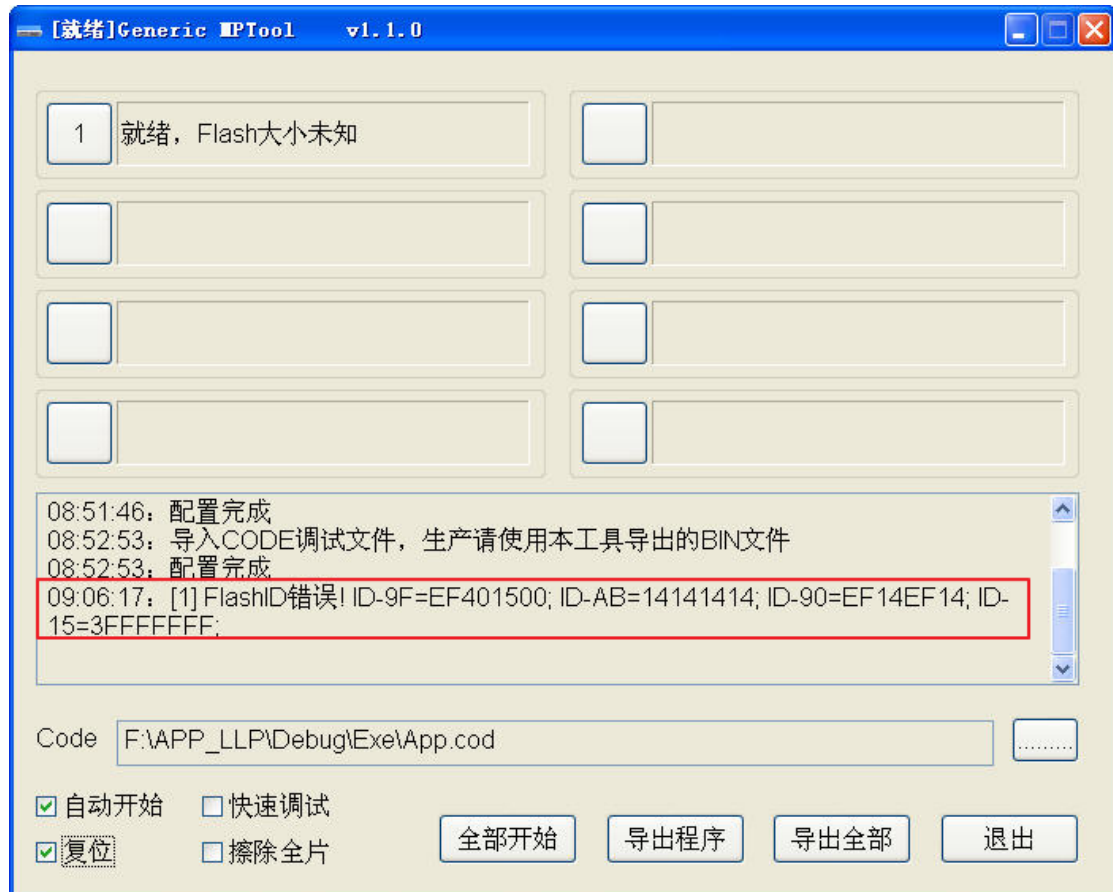 [就绪]Generic MPTool v1.1.0
1
就绪，Flash大小未知
08:51:46：配置完成
08:52:53：导入CODE调试文件，生产请使用本工具导出的BIN文件
08:52:53：配置完成
09:06:17：[1] FlashID错误! ID-9F=EF401500; ID-AB=14141414; ID-90=EF14EF14; ID-
15=3FFFFFFF;
Code F:\APP_LLP\Debug\Exe\App.cod .........
自动开始 快速调试
复位 擦除全片 全部开始 导出程序 导出全部 退出